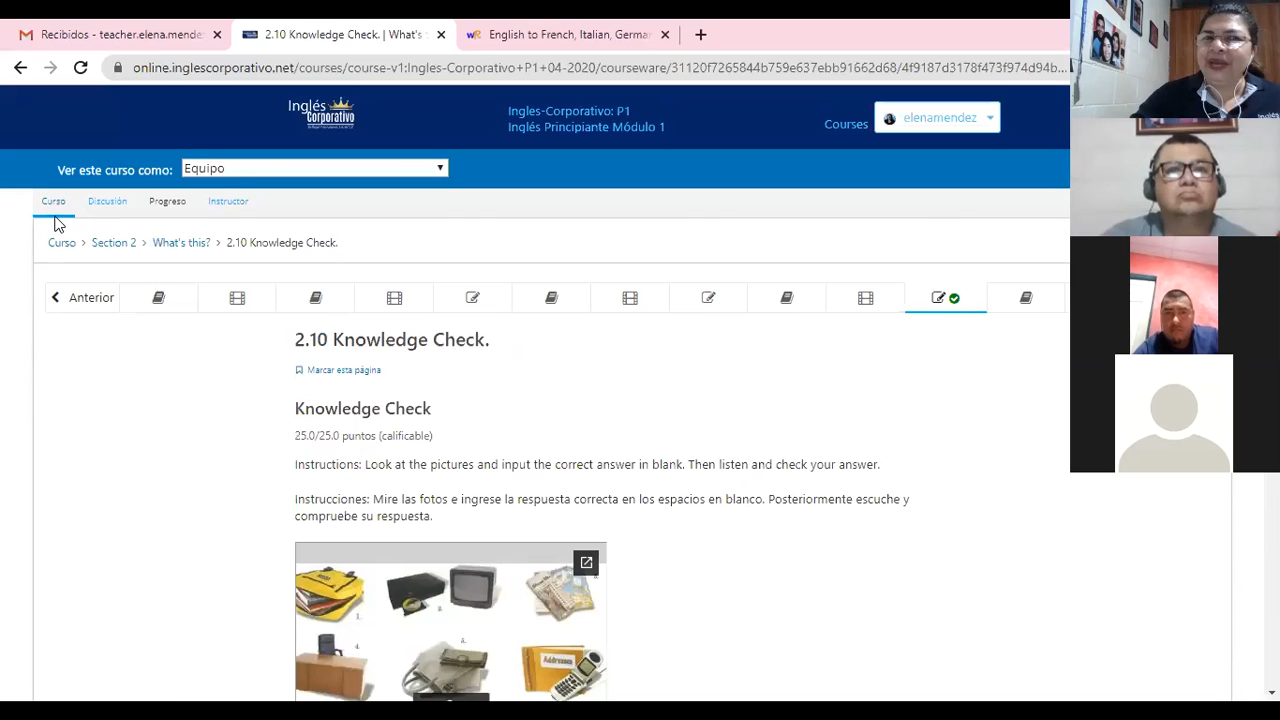 Recibidos - teacher.elena.mende
2.10 Knowledge Check. | What's
English to French, Italian, Germa
online.inglescorporativo.net/courses/course-v1:Ingles-Corporativo+P1+04-2020/courseware/31120f7265844b759e637ebb91662d68/4f9187d3178f473f974d94b...
Inglés
Corporativo
Ingles-Corporativo: P1
Inglés Principiante Módulo 1
Courses
elenamendez
Ver este curso como:
Equipo
Curso
Discusión
Progreso
Instructor
Curso > Section 2 > What's this? > 2.10 Knowledge Check.
Anterior
2.10 Knowledge Check.
Marcar esta página
Knowledge Check
25.0/25.0 puntos (calificable)
Instructions: Look at the pictures and input the correct answer in blank. Then listen and check your answer.
Instrucciones: Mire las fotos e ingrese la respuesta correcta en los espacios en blanco. Posteriormente escuche y
compruebe su respuesta.
1.
4.
Addresses